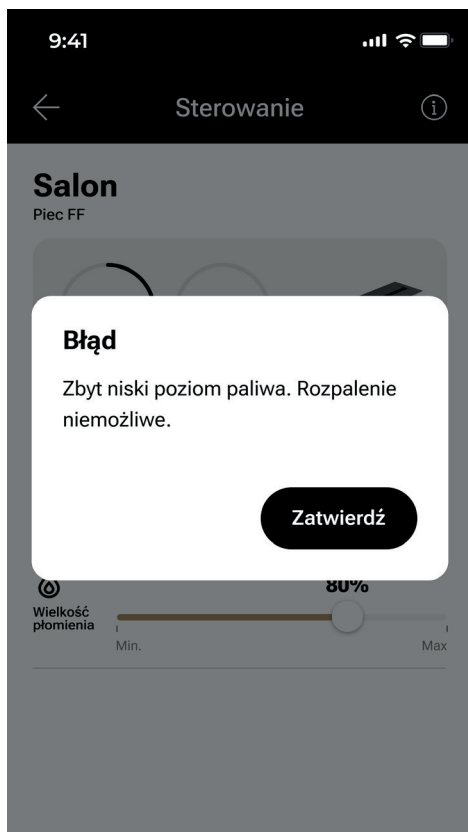 9:41
Sterowanie
Salon
Piec FF
Błąd
Zbyt niski poziom paliwa. Rozpalenie
niemożliwe.
Zatwierdź
80%
Wielkość
płomienia
Min.
Max